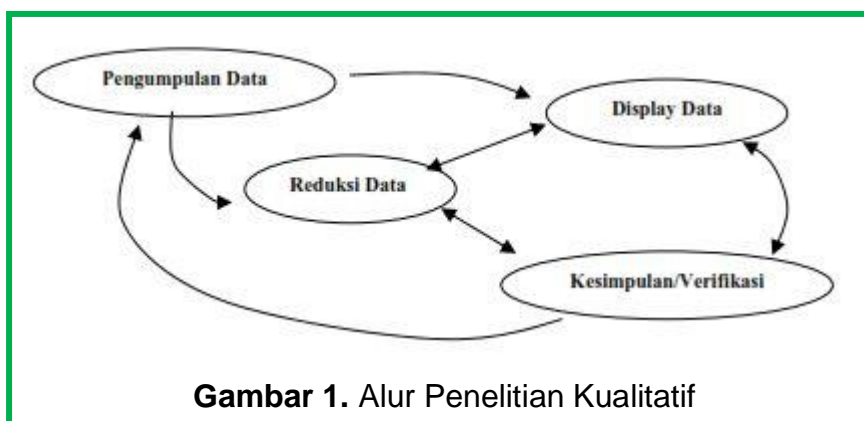 Pengumpulan Data
Display Data
Reduksi Data
Kesimpulan/Verifikasi
Gambar 1. Alur Penelitian Kualitatif